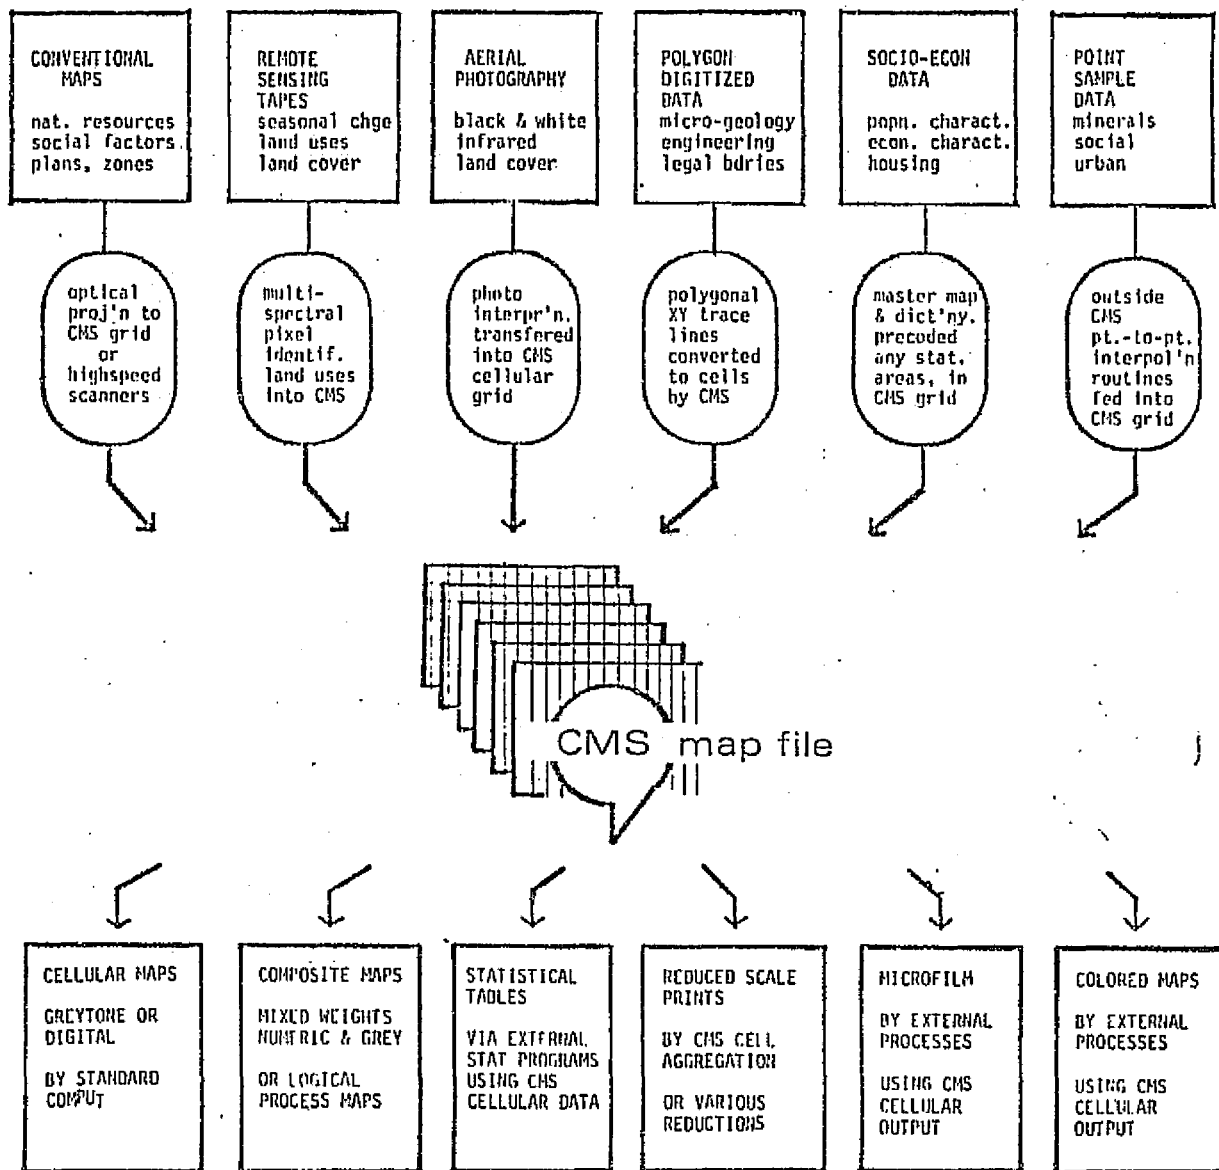 CONVENTIONAL
MAPS
nat. resources
social factors.
plans, zones
REMOTE
SENSING
TAPES
seasonal chge
land uses
land cover
AERIAL
PHOTOGRAPHY
black & white
infrared
land cover
POLYGON
DIGITIZED
DATA
micro-geology
engineering
legal bdries
SOCIO-ECON
DATA
popn. charact.
econ. charact.
housing
POINT
SAMPLE
DATA
minerals
social
urban
optical
proj'n to
CMS grid
or
highspeed
scanners
multi-
spectral
pixel
identif.
land uses
into CMS
photo
interpr'n.
transfered
into CMS
cellular
grid
polygonal
XY trace
lines
converted
to cells
by CMS
master map
& dict'ny.
precoded
any stat.
areas, in
CMS grid
outside
CMS
pt.-to-pt.
interpol'n
routines
fed into
CMS grid
CMS map file
CELLULAR MAPS
GREYTONE OR
DIGITAL
BY STANDARD
COMPUT
COMPOSITE MAPS
MIXED WEIGHTS
NUMERIC & GREY
OR LOGICAL
PROCESS MAPS
STATISTICAL
TABLES
VIA EXTERNAL
STAT PROGRAMS
USING CMS
CELLULAR DATA
REDUCED SCALE
PRINTS
BY CMS CELL
AGGREGATION
OR VARIOUS
REDUCTIONS
MICROFILM
BY EXTERNAL
PROCESSES
USING CMS
CELLULAR
OUTPUT
COLORED MAPS
BY EXTERNAL
PROCESSES
USING CMS
CELLULAR
OUTPUT